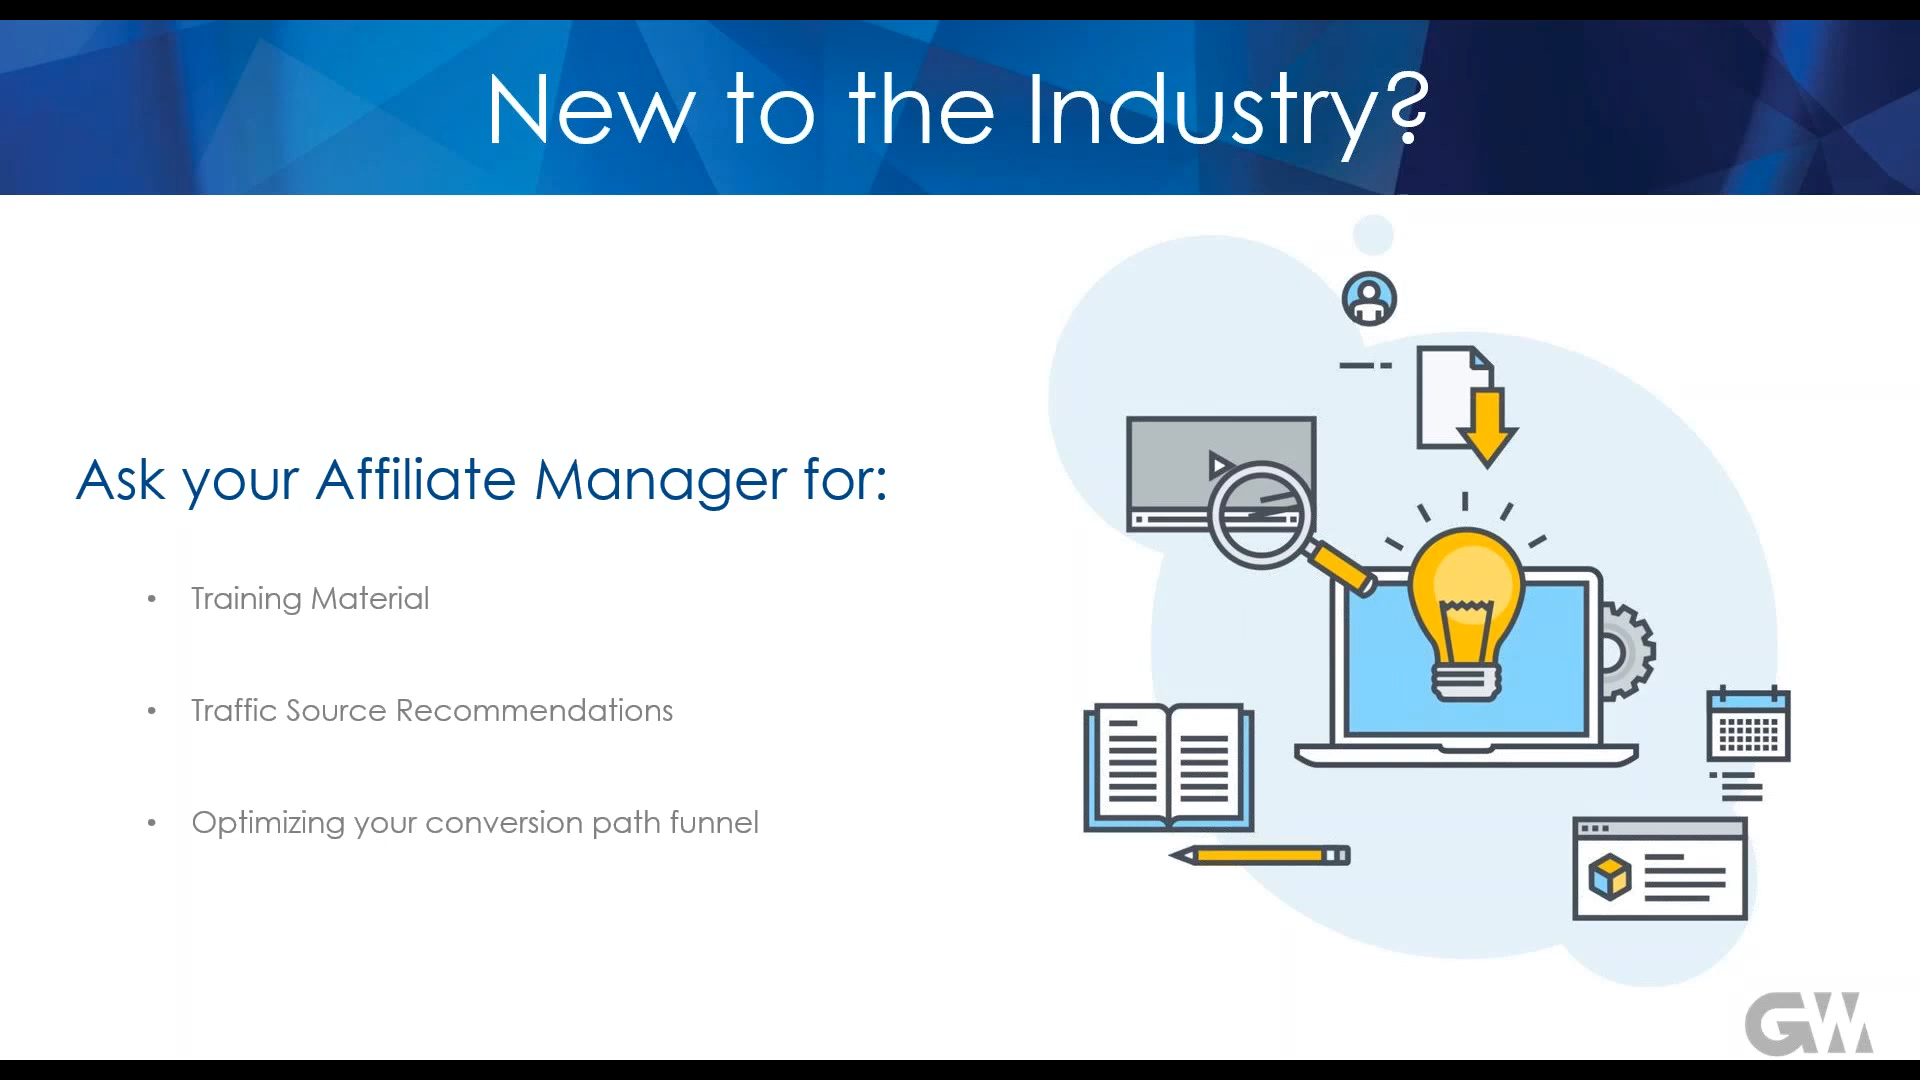 New to the Industry?
Ask your Affiliate Manager for:
• Training Material
• Traffic Source Recommendations
• Optimizing your conversion path funnel
GWM